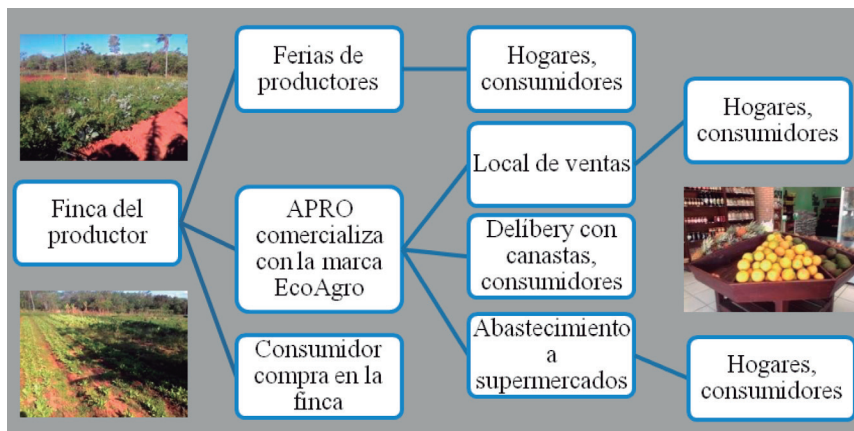 Finca del
productor
Ferias de
productores
Hogares,
consumidores
APRO
comercializa
con la marca
EcoAgro
Local de ventas
Hogares,
consumidores
Delíbery con
canastas,
consumidores
Abastecimiento
a
supermercados
Hogares,
consumidores
Consumidor
compra en la
finca